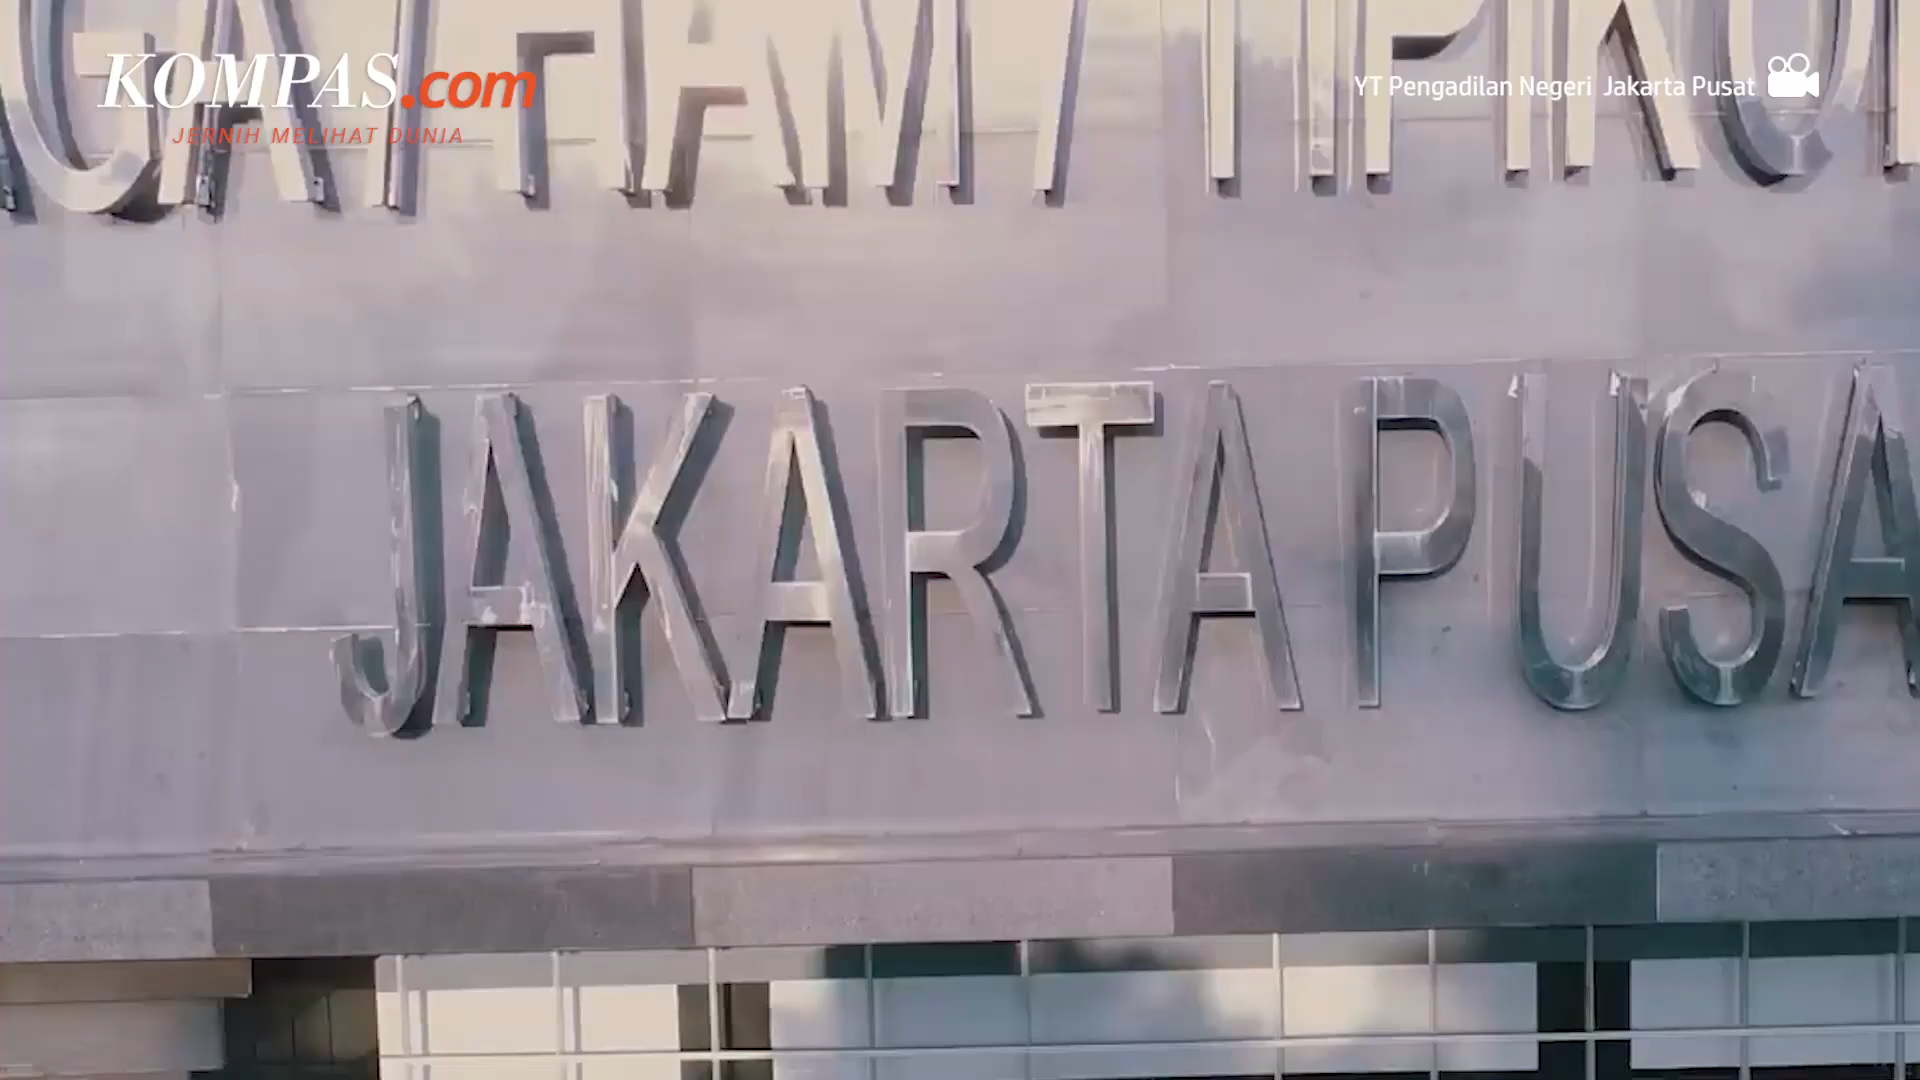 KOMPAS.com
JERNIH MELIHAT DUNIA
YT Pengadilan Negeri Jakarta Pusat
JAKARTA PUSA